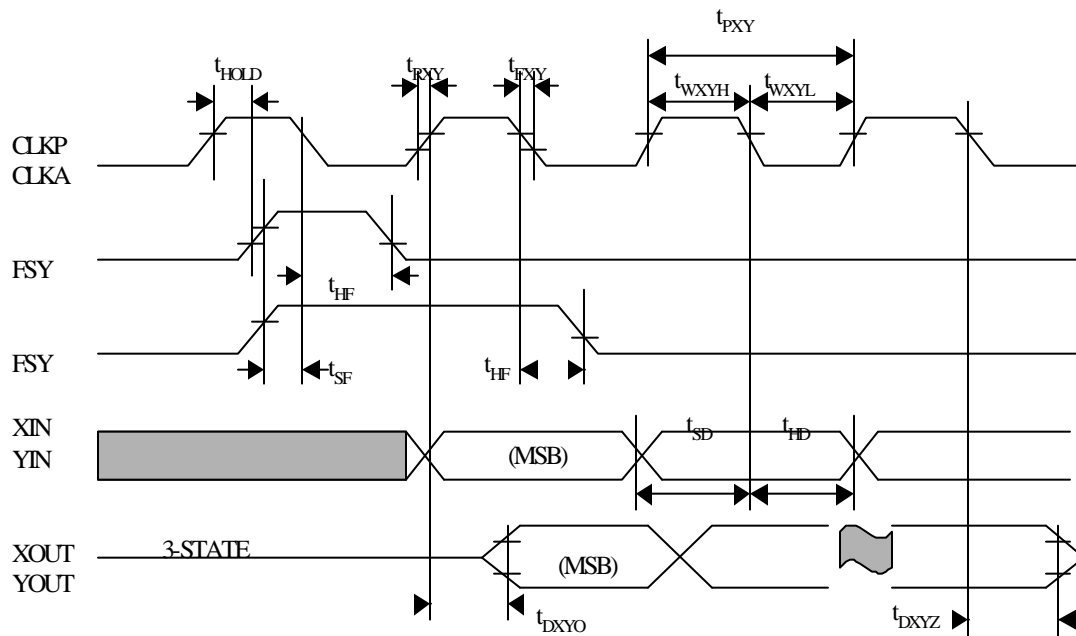 tPXY
tHOLD
tRXY
tFXY
tWXYH
tWXYL
CLKP
CLKA
FSY
tHF
FSY
tSF
tHF
XIN
YIN
(MSB)
tSD
tHD
XOUT
YOUT
3-STATE
(MSB)
tDXYO
tDXYZ